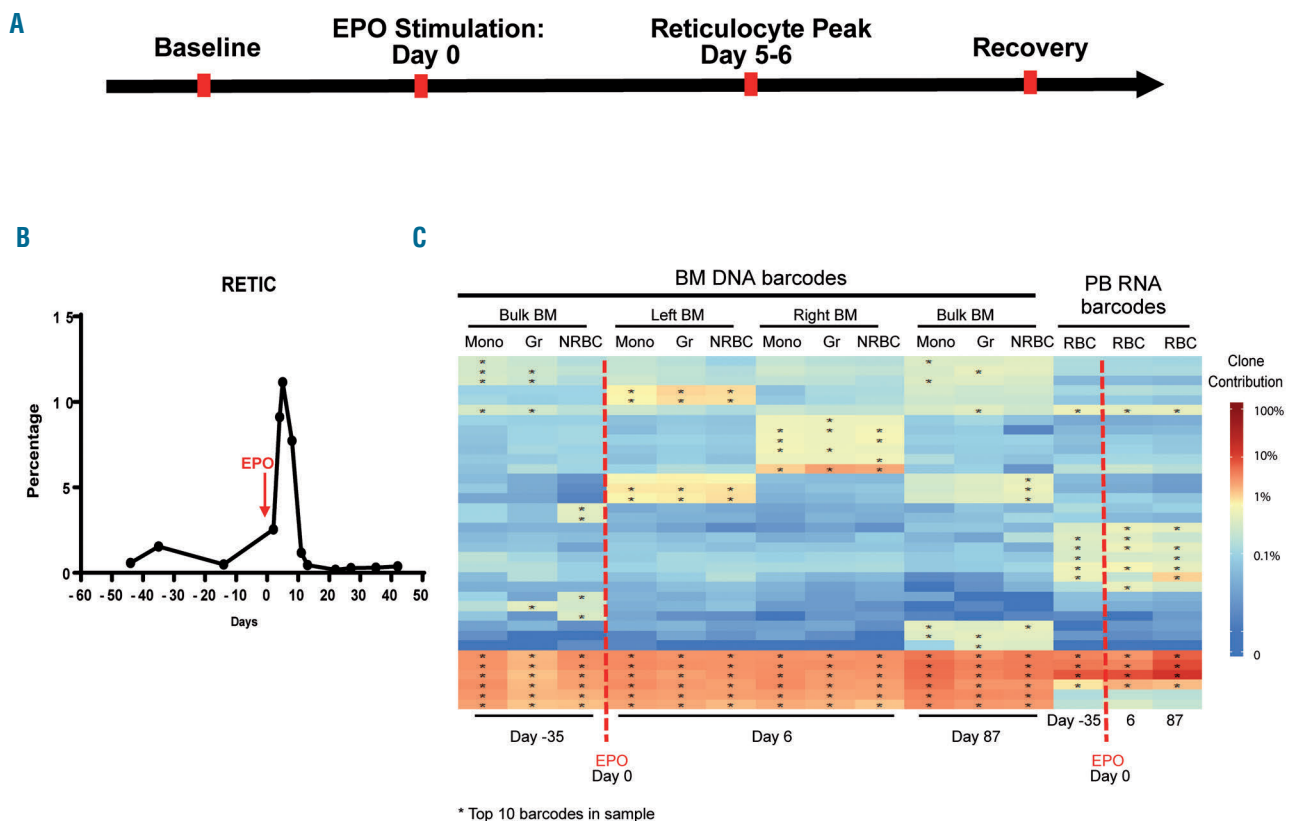 A
Baseline
EPO Stimulation:
Day 0
Reticulocyte Peak
Day 5-6
Recovery
B
RETIC
15
10
5
0
Percentage
EPO
-60 -50 -40 -30 -20 -10 0 10 20 30 40 50
Days
C
BM DNA barcodes
PB RNA
barcodes
Bulk BM Left BM Right BM Bulk BM
Mono Gr NRBC Mono Gr NRBC Mono Gr NRBC Mono Gr NRBC RBC RBC RBC
Clone
Contribution
100%
10%
1%
0.1%
0
Day -35 Day 6 Day 87 Day -35 6 87
EPO
Day 0
EPO
Day 0
* Top 10 barcodes in sample